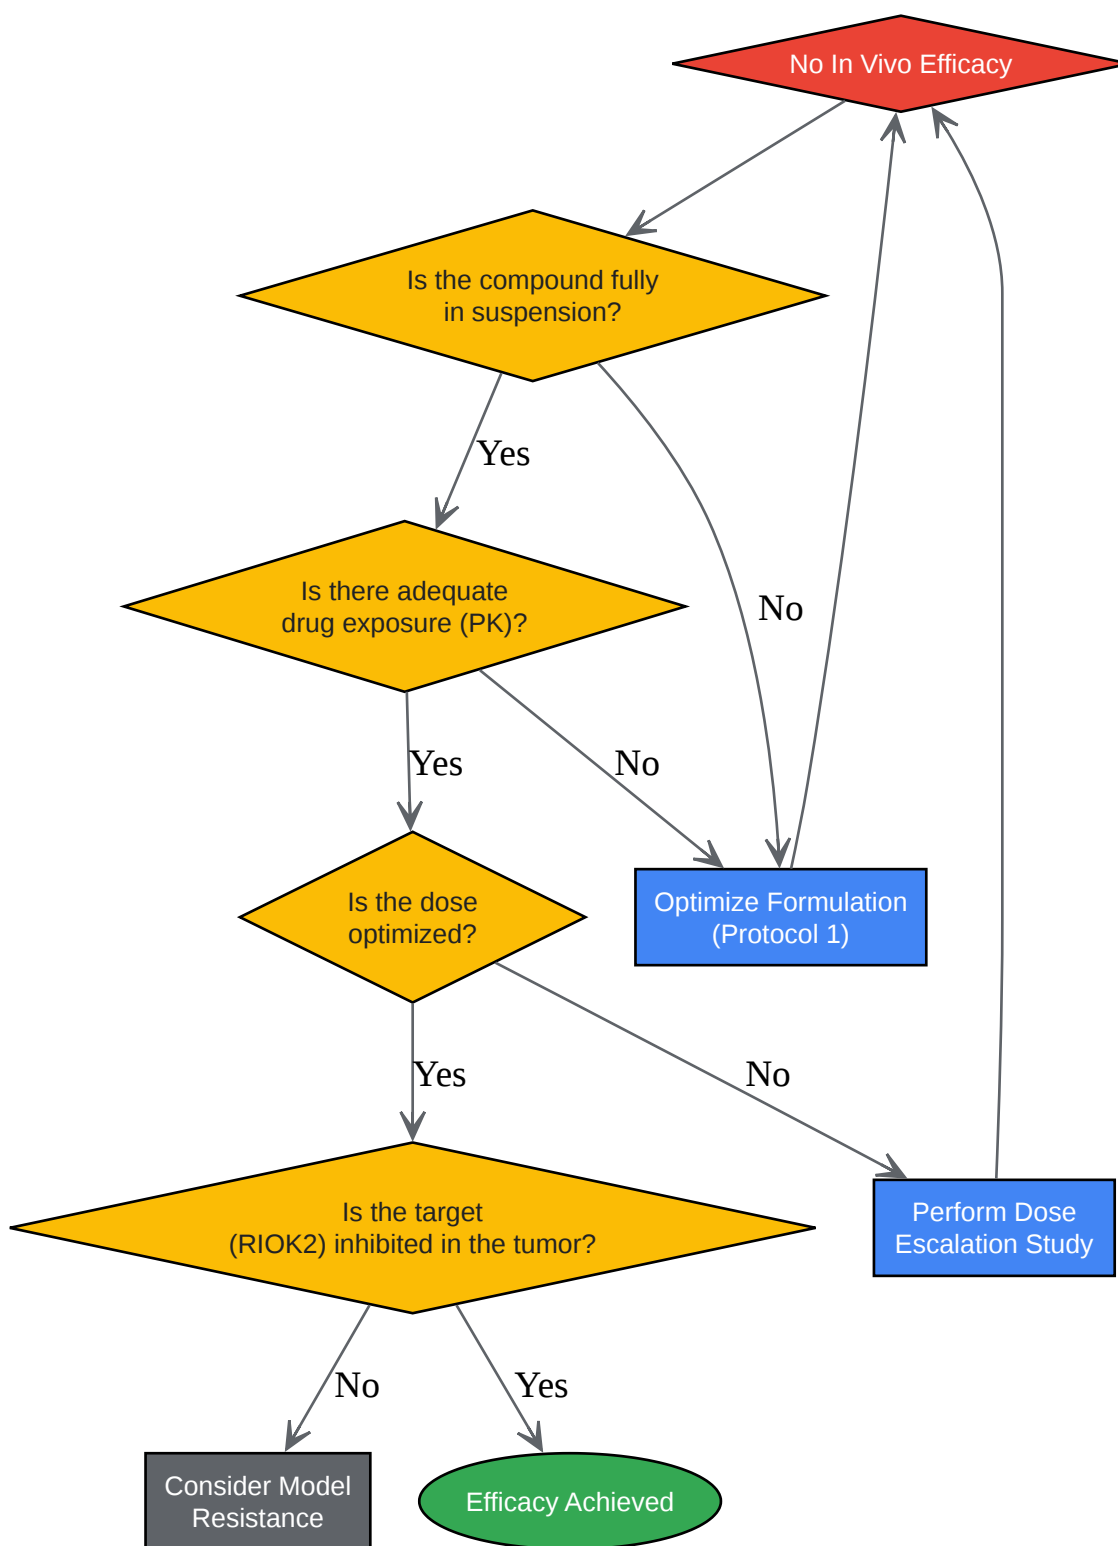 No In Vivo Efficacy
Is the compound fully
in suspension?
Yes
Is there adequate
drug exposure (PK)?
No
Yes
No
Is the dose
optimized?
Optimize Formulation
(Protocol 1)
Yes
No
Is the target
(RIOK2) inhibited in the tumor?
Perform Dose
Escalation Study
No
Yes
Consider Model
Resistance
Efficacy Achieved